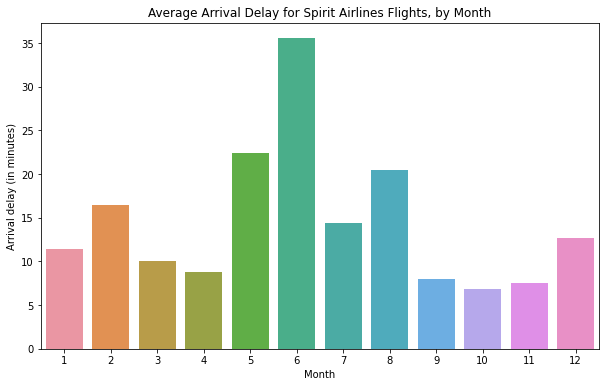 Average Arrival Delay for Spirit Airlines Flights, by Month
Arrival delay (in minutes)
35
30
25
20
15
10
5
0
1 2 3 4 5 6 7 8 9 10 11 12
Month